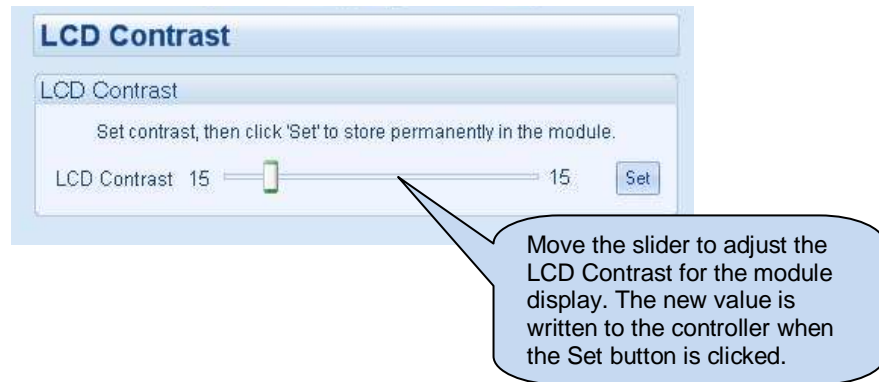 LCD Contrast
LCD Contrast
Set contrast, then click 'Set' to store permanently in the module.
LCD Contrast 15 15 Set
Move the slider to adjust the
LCD Contrast for the module
display. The new value is
written to the controller when
the Set button is clicked.